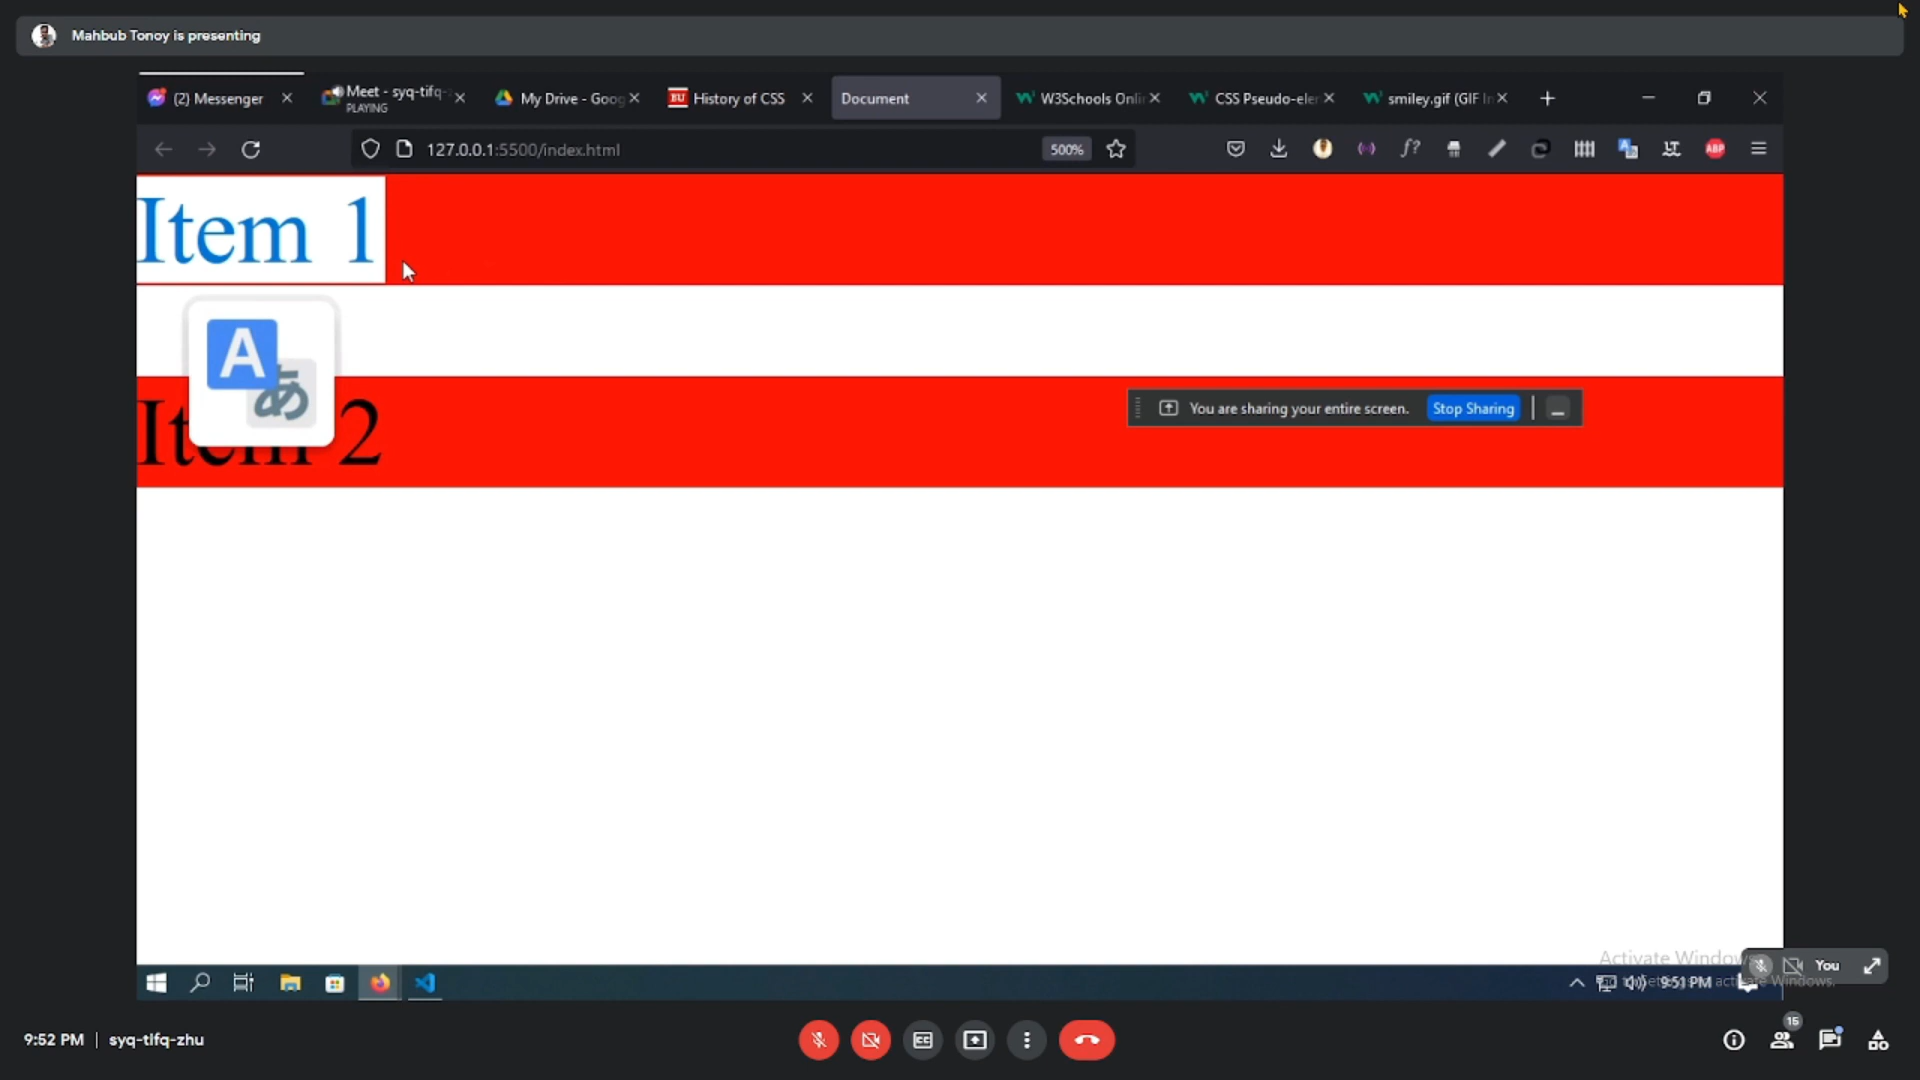 Mahbub Tonoy is presenting
(2) Messenger
Meet - syq-tifq-
PLAYING
My Drive - Goog
History of CSS
Document
W3Schools Onli
CSS Pseudo-ele
smiley.gif (GIF I
127.0.0.1:5500/index.html
500%
ABP
Item 1
A
あ
Item 2
You are sharing your entire screen.
Stop Sharing
Activate Window
You
9:51 PM
9:52 PM
syq-tlfq-zhu
15